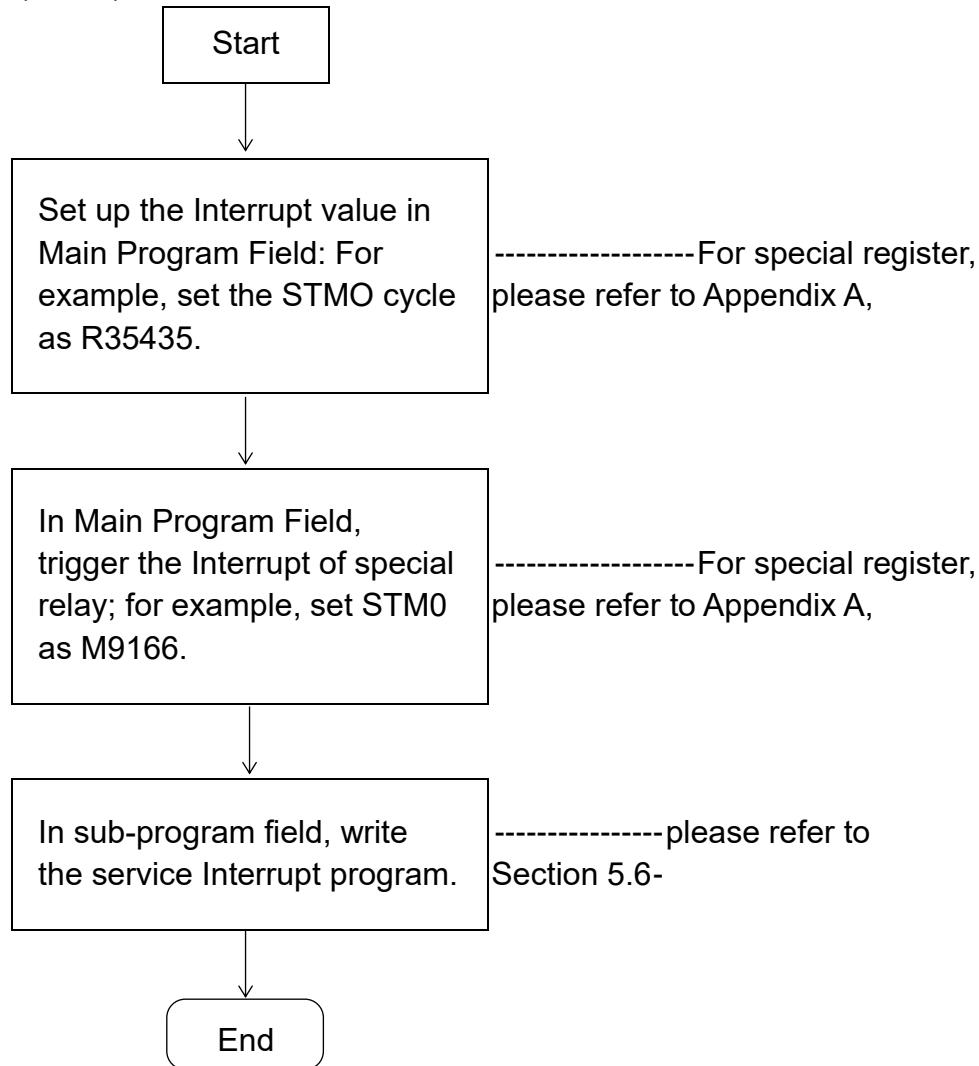 Start
Set up the Interrupt value in
Main Program Field: For
example, set the STMO cycle
as R35435.
-------------------For special register,
please refer to Appendix A,
In Main Program Field,
trigger the Interrupt of special
relay; for example, set STM0
as M9166.
-------------------For special register,
please refer to Appendix A,
In sub-program field, write
the service Interrupt program.
----------------please refer to
Section 5.6-
End